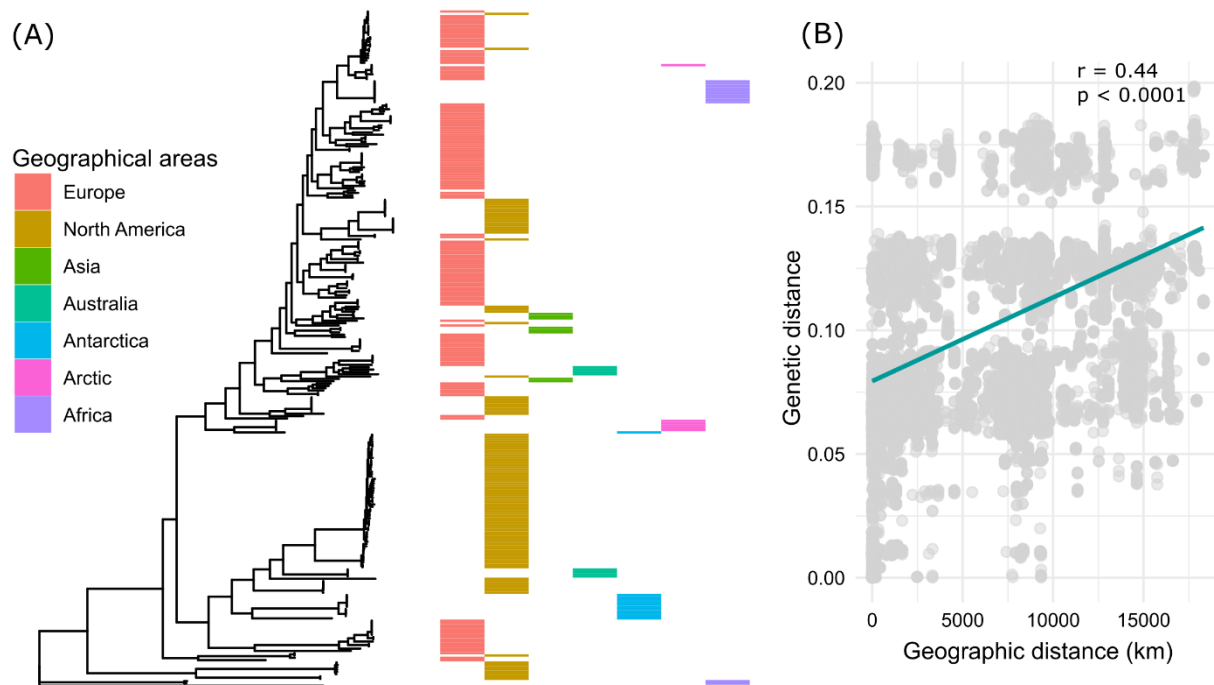 (A)
Geographical areas
Europe
North America
Asia
Australia
Antarctica
Arctic
Africa
(B)
r = 0.44
p < 0.0001
0.20
0.15
0.10
0.05
0.00
Genetic distance
0 5000 10000 15000
Geographic distance (km)